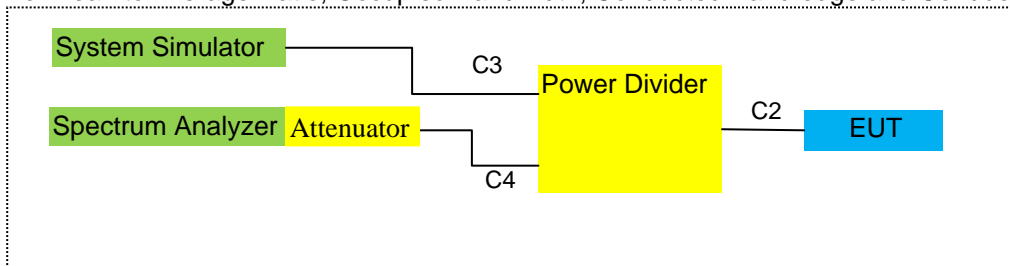 System Simulator
C3
Power Divider
Spectrum Analyzer Attenuator
C2
EUT
C4